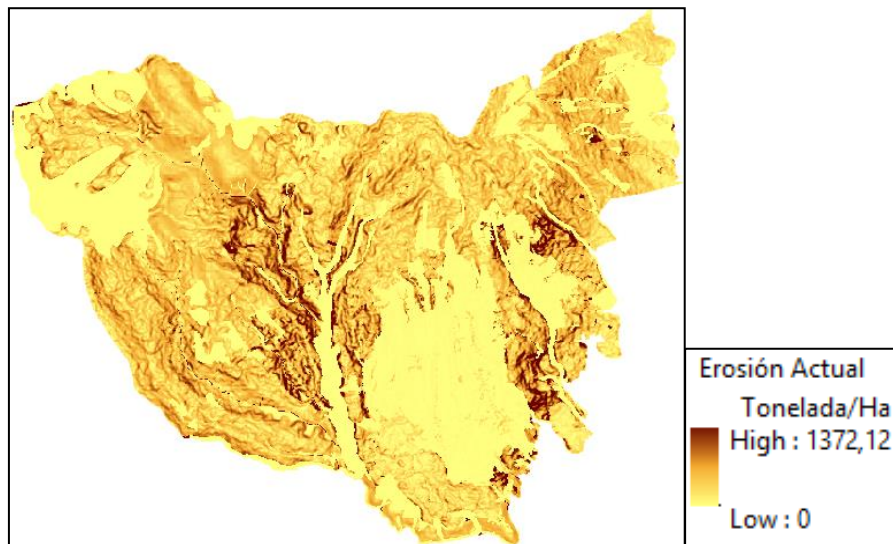 Erosión Actual
Tonelada/Ha
High : 1372,12
Low : 0